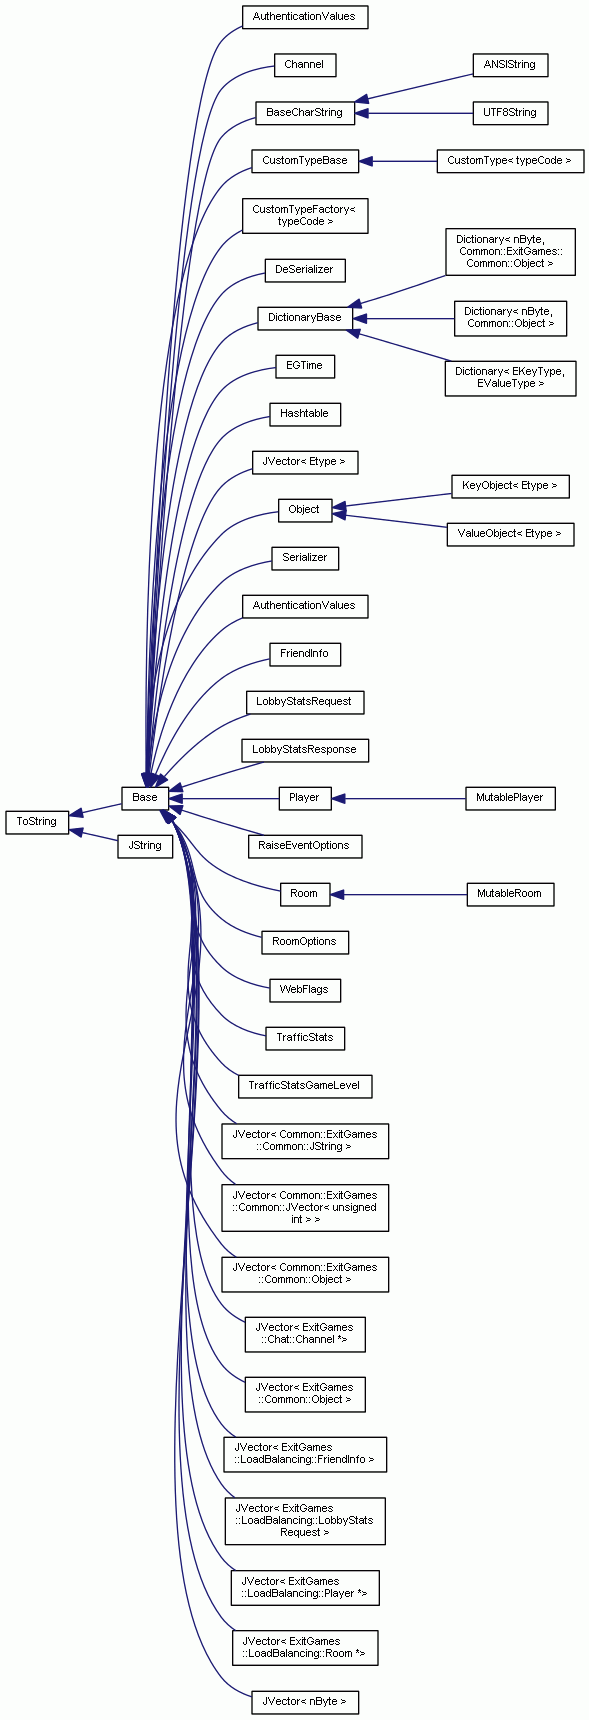 AuthenticationValues
Channel
ANSIString
BaseCharString
UTF8String
CustomTypeBase
CustomType< typeCode >
CustomTypeFactory<
typeCode >
Dictionary< nByte,
Common::ExitGames::
Common::Object >
DeSerializer
DictionaryBase
Dictionary< nByte,
Common::Object >
EGTime
Dictionary< EKeyType,
EValueType >
Hashtable
JVector< Etype >
KeyObject< Etype >
Object
ValueObject< Etype >
Serializer
AuthenticationValues
FriendInfo
LobbyStatsRequest
LobbyStatsResponse
Base
Player
MutablePlayer
ToString
JString
RaiseEventOptions
Room
MutableRoom
RoomOptions
WebFlags
TrafficStats
TrafficStatsGameLevel
JVector< Common::ExitGames
::Common::JString >
JVector< Common::ExitGames
::Common::JVector< unsigned
int > >
JVector< Common::ExitGames
::Common::Object >
JVector< ExitGames
::Chat::Channel *>
JVector< ExitGames
::Common::Object >
JVector< ExitGames
::LoadBalancing::FriendInfo >
JVector< ExitGames
::LoadBalancing::LobbyStats
Request >
JVector< ExitGames
::LoadBalancing::Player *>
JVector< ExitGames
::LoadBalancing::Room *>
JVector< nByte >